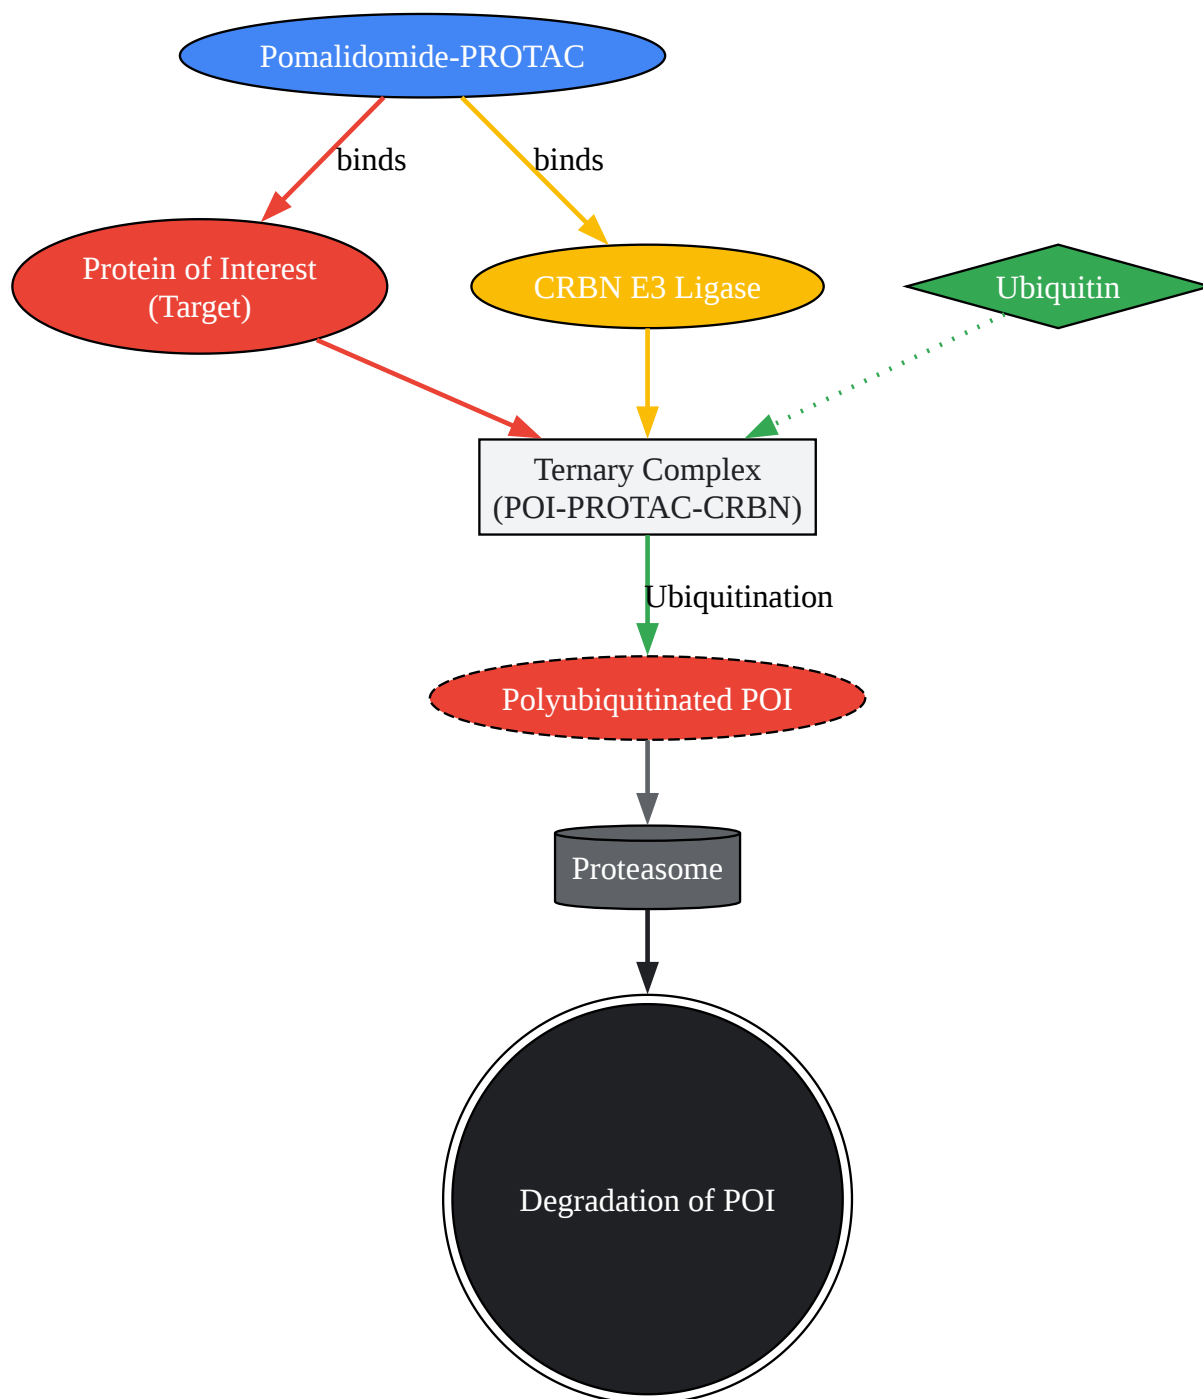 Pomalidomide-PROTAC
binds
binds
Protein of Interest
(Target)
CRBN E3 Ligase
Ubiquitin
Ternary Complex
(POI-PROTAC-CRBN)
Ubiquitination
Polyubiquitinated POI
Proteasome
Degradation of POI